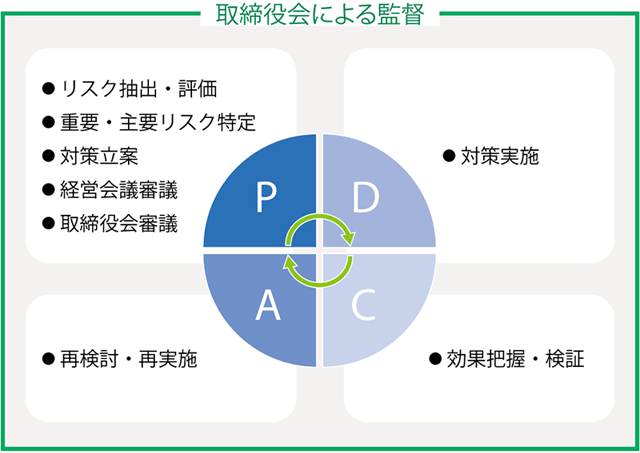 取締役会による監督
● リスク抽出・評価
● 重要・主要リスク特定
● 対策立案
● 経営会議審議
● 取締役会審議
● 対策実施
P
D
A
C
● 再検討・再実施
● 効果把握・検証